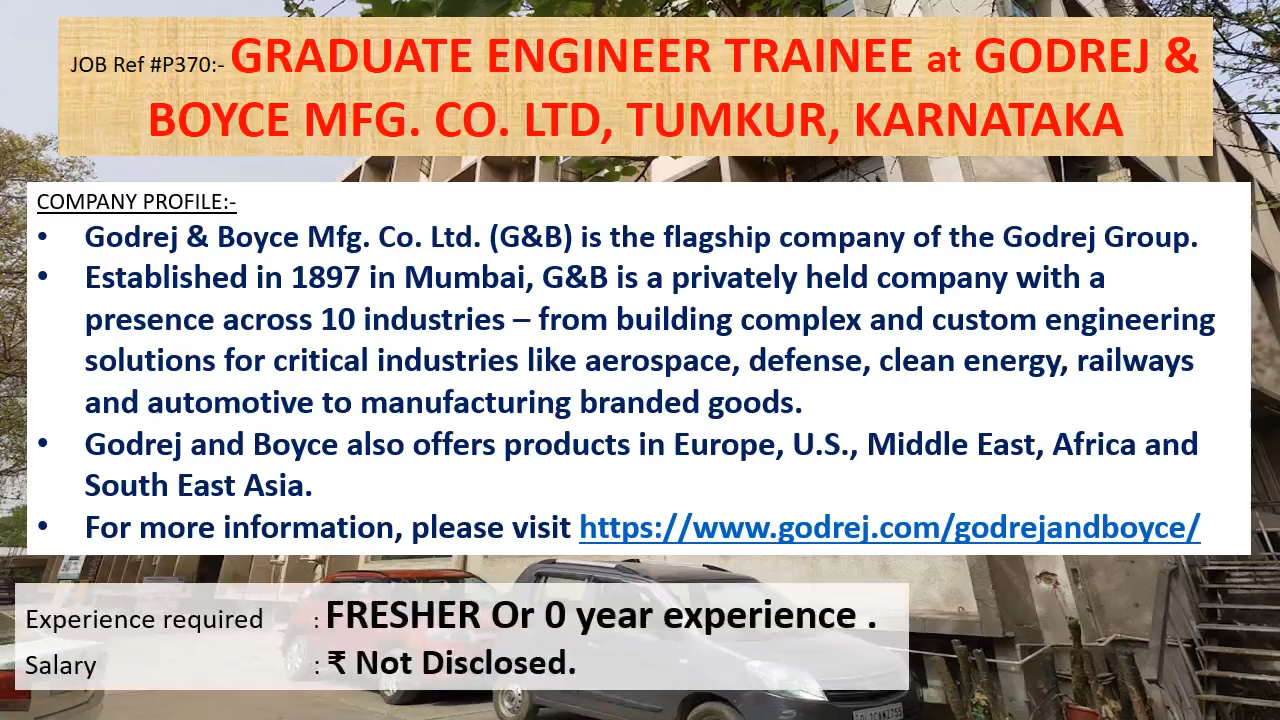 JOB Ref #P370:- GRADUATE ENGINEER TRAINEE at GODREJ &
BOYCE MFG. CO. LTD, TUMKUR, KARNATAKA
COMPANY PROFILE:-
• Godrej & Boyce Mfg. Co. Ltd. (G&B) is the flagship company of the Godrej Group.
• Established in 1897 in Mumbai, G&B is a privately held company with a
presence across 10 industries – from building complex and custom engineering
solutions for critical industries like aerospace, defense, clean energy, railways
and automotive to manufacturing branded goods.
• Godrej and Boyce also offers products in Europe, U.S., Middle East, Africa and
South East Asia.
• For more information, please visit https://www.godrej.com/godrejandboyce/
Experience required : FRESHER Or 0 year experience .
Salary : ₹ Not Disclosed.